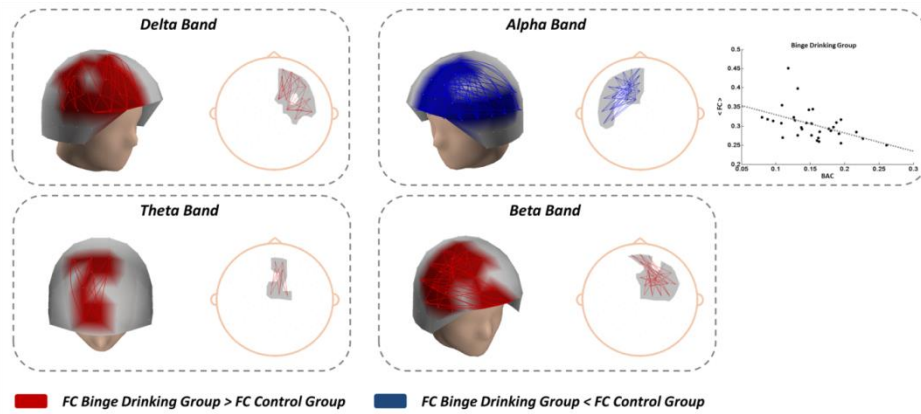 Delta Band
Alpha Band
Binge Drinking Group
0.5
0.45
0.4
0.35
0.3
0.25
0.2
< FC >
0.05
0.1
0.15
0.2
0.25
0.3
BAC
Theta Band
Beta Band
FC Binge Drinking Group > FC Control Group
FC Binge Drinking Group < FC Control Group